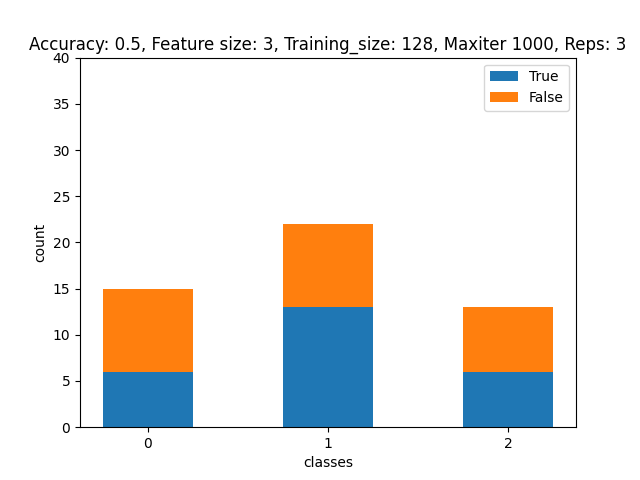 Accuracy: 0.5, Feature size: 3, Training_size: 128, Maxiter 1000, Reps: 3
40
35
30
25
20
15
10
5
0
count
True
False
0 1 2
classes